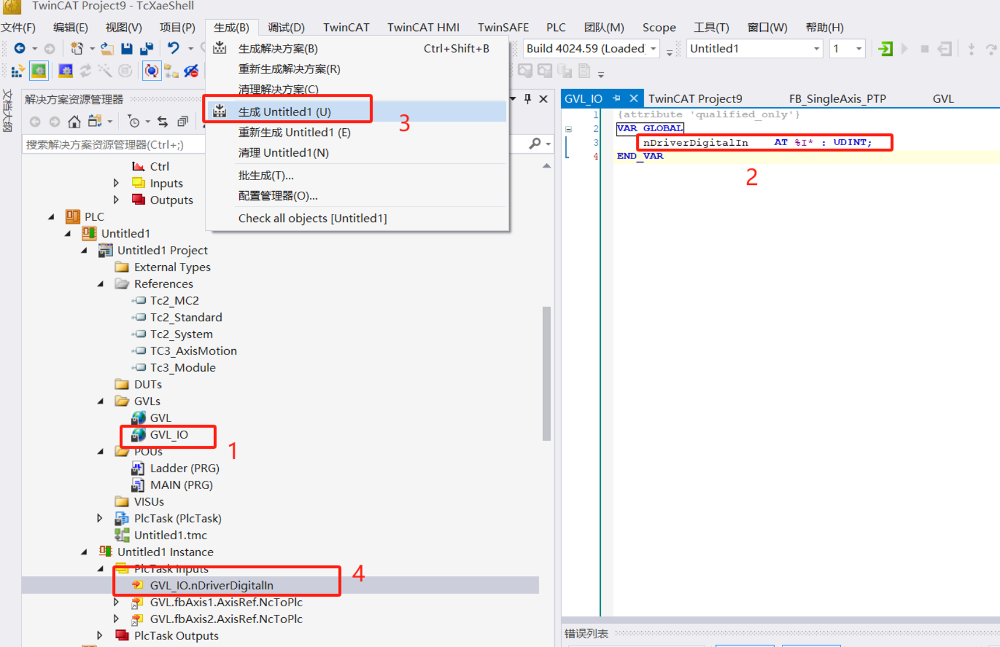 TwinCAT Project9 - TcXaeShell
文件(F) 编辑(E) 视图(V) 项目(P) 生成(B) 调试(D) TwinCAT TwinCAT HMI TwinSAFE PLC 团队(M) Scope 工具(T) 窗口(W) 帮助(H)
生成解决方案(B) Ctrl+Shift+B
Build 4024.59 (Loaded) Untitled1 1
重新生成解决方案(R)
清理解决方案(C)
生成 Untitled1 (U)
3
重新生成 Untitled1 (E)
清理 Untitled1(N)
批生成(T)...
配置管理器(O)...
Check all objects [Untitled1]
文档大纲
解决方案资源管理器
搜索解决方案资源管理器(Ctrl+;)
Ctrl
Inputs
Outputs
PLC
Untitled1
Untitled1 Project
External Types
References
Tc2_MC2
Tc2_Standard
Tc2_System
TC3_AxisMotion
Tc3_Module
DUTs
GVLs
GVL
GVL_IO
1
POUs
Ladder (PRG)
MAIN (PRG)
VISUs
PlcTask (PlcTask)
Untitled1.tmc
Untitled1 Instance
PlcTask Inputs
4
GVL_IO.nDriverDigitalIn
GVL.fbAxis1.AxisRef.NcToPlc
GVL.fbAxis2.AxisRef.NcToPlc
PlcTask Outputs
GVL_IO TwinCAT Project9 FB_SingleAxis_PTP GVL
1 {attribute 'qualified_only'}
2 VAR_GLOBAL
3 nDriverDigitalIn AT %I* : UDINT;
4 END_VAR
2
错误列表